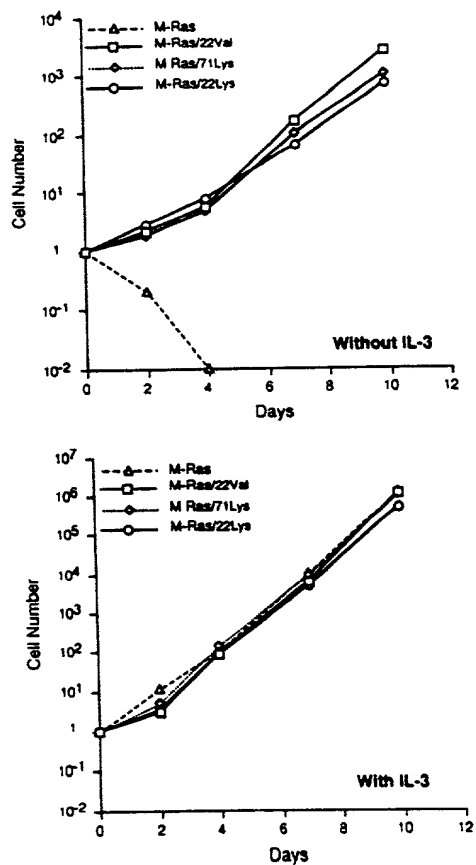 M-Ras
M-Ras/22Val
M Ras/71Lys
M-Ras/22Lys
10⁴
10³
10²
10¹
1
10⁻¹
10⁻²
Cell Number
Without IL-3
0 2 4 6 8 10 12
Days
M-Ras
M-Ras/22Val
M Ras/71Lys
M-Ras/22Lys
10⁷
10⁶
10⁵
10⁴
10³
10²
10¹
1
10⁻¹
10⁻²
Cell Number
With IL-3
0 2 4 6 8 10 12
Days